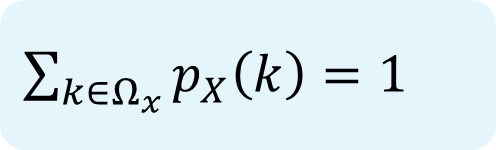 ∑_{k∈Ω_x} p_X(k) = 1